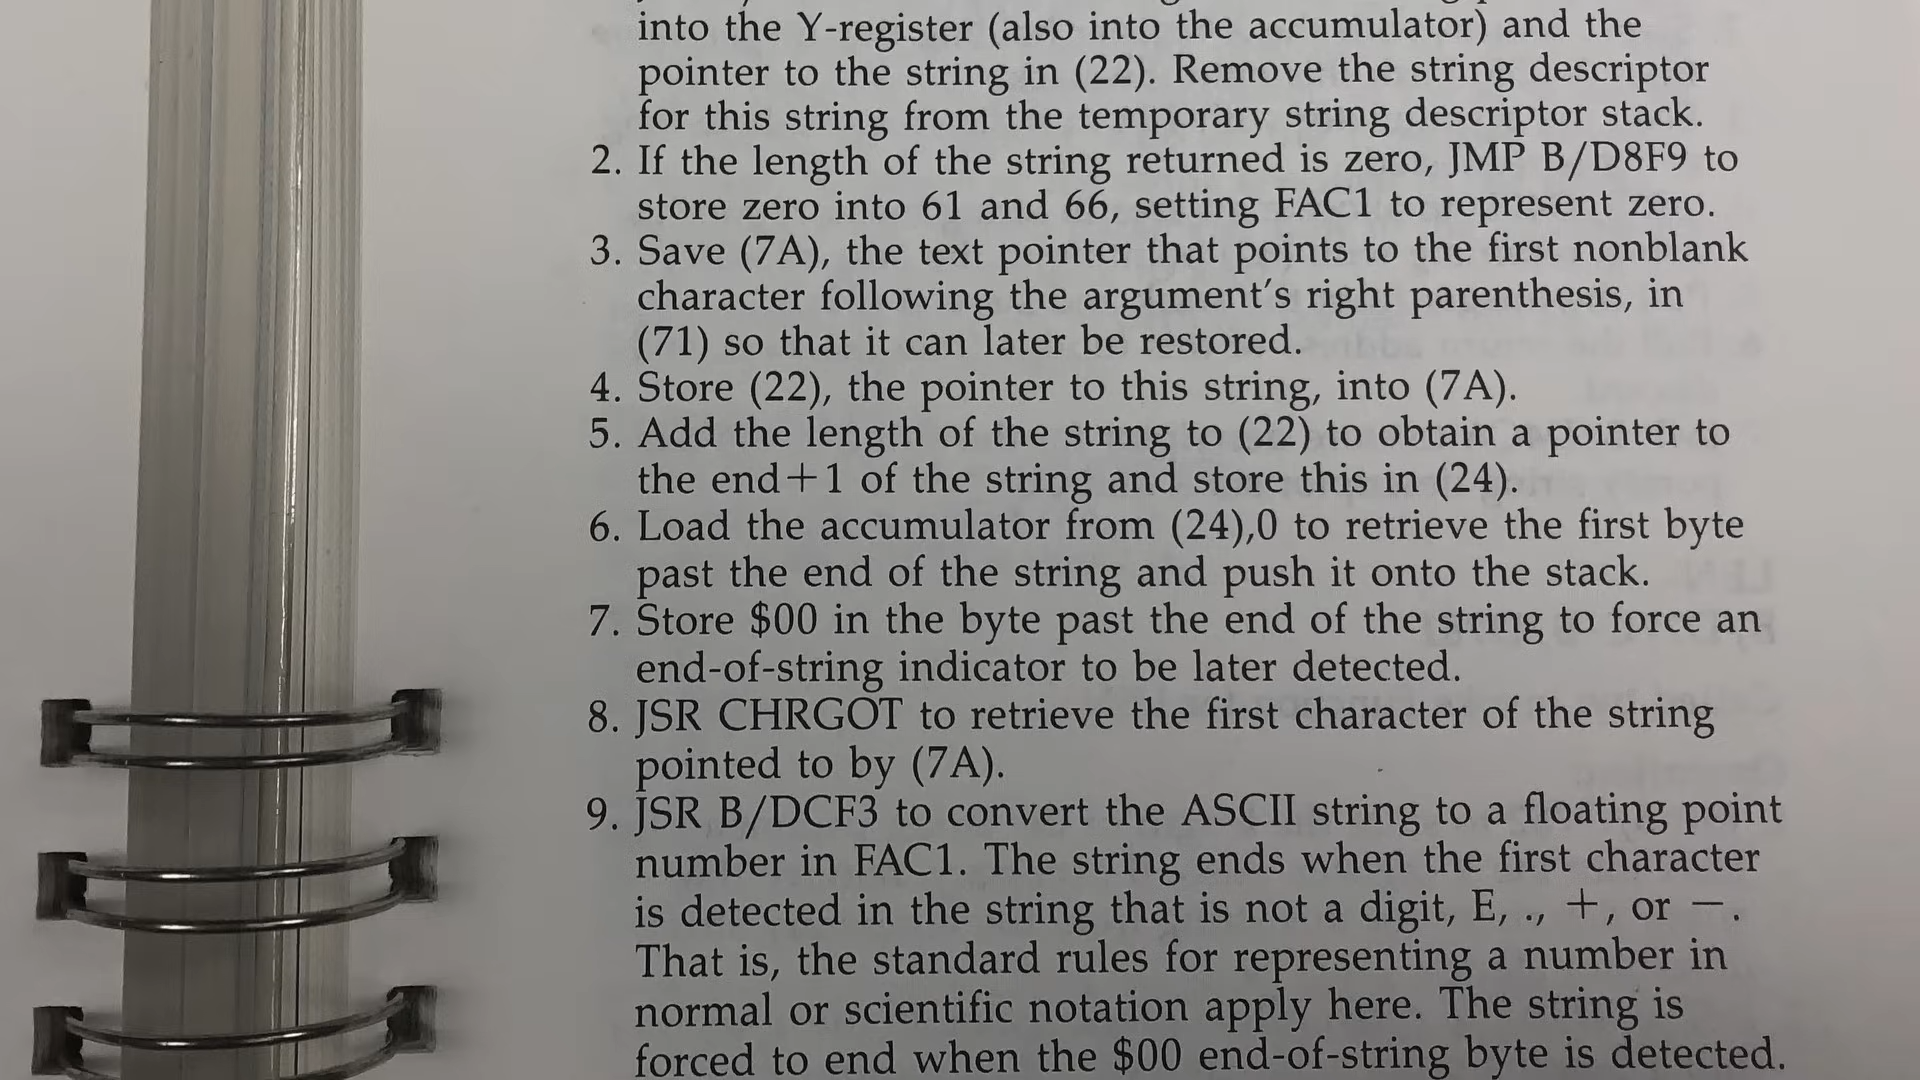 into the Y-register (also into the accumulator) and the
pointer to the string in (22). Remove the string descriptor
for this string from the temporary string descriptor stack.
2. If the length of the string returned is zero, JMP B/D8F9 to
store zero into 61 and 66, setting FAC1 to represent zero.
3. Save (7A), the text pointer that points to the first nonblank
character following the argument's right parenthesis, in
(71) so that it can later be restored.
4. Store (22), the pointer to this string, into (7A).
5. Add the length of the string to (22) to obtain a pointer to
the end+1 of the string and store this in (24).
6. Load the accumulator from (24),0 to retrieve the first byte
past the end of the string and push it onto the stack.
7. Store $00 in the byte past the end of the string to force an
end-of-string indicator to be later detected.
8. JSR CHRGOT to retrieve the first character of the string
pointed to by (7A).
9. JSR B/DCF3 to convert the ASCII string to a floating point
number in FAC1. The string ends when the first character
is detected in the string that is not a digit, E, ., +, or −.
That is, the standard rules for representing a number in
normal or scientific notation apply here. The string is
forced to end when the $00 end-of-string byte is detected.